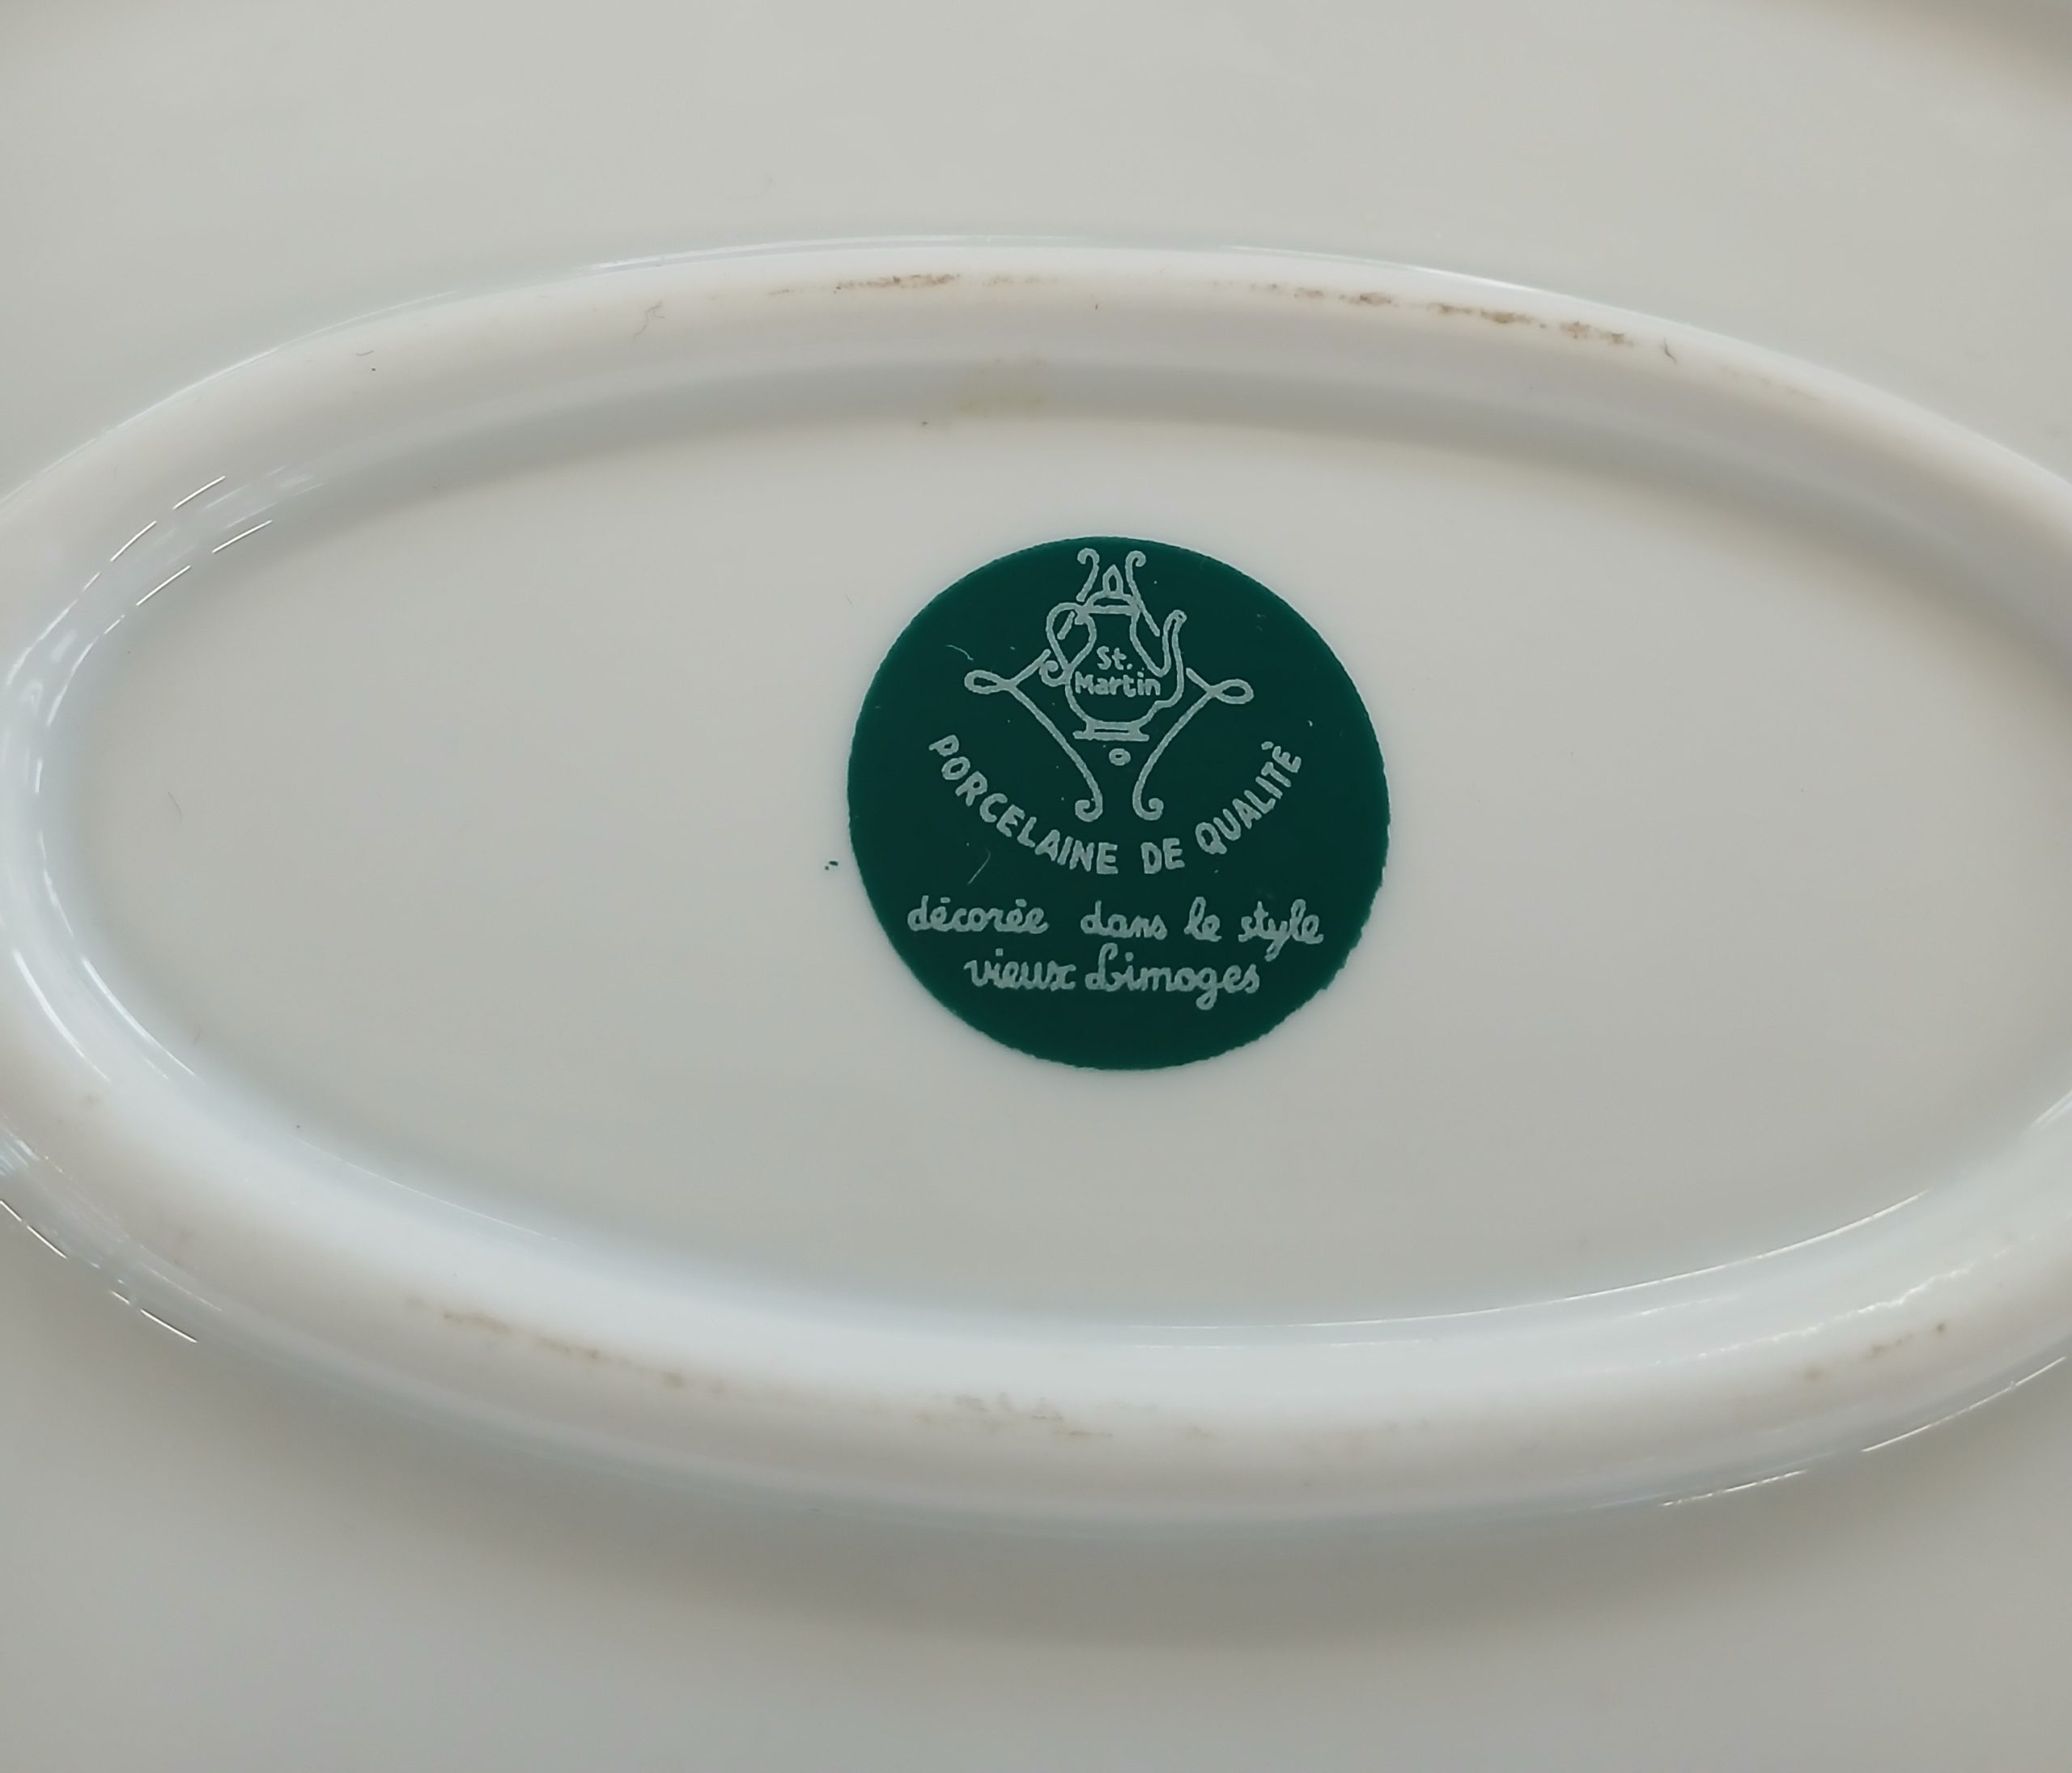 St.
Martin
PORCELAINE DE QUALITÉ
décorée dans le style
vieux Limoges